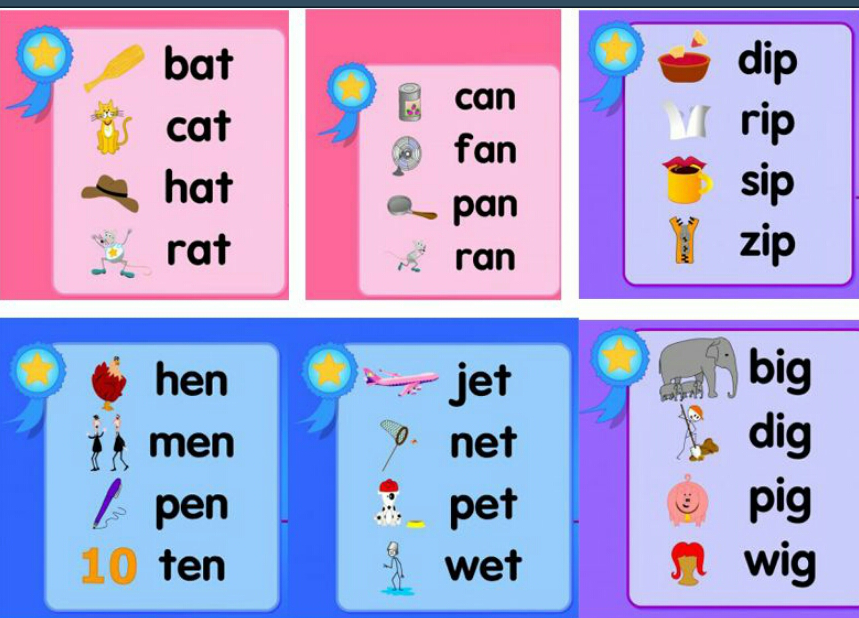 bat
cat
hat
rat
can
fan
pan
ran
dip
rip
sip
zip
hen
men
pen
10 ten
jet
net
pet
wet
big
dig
pig
wig